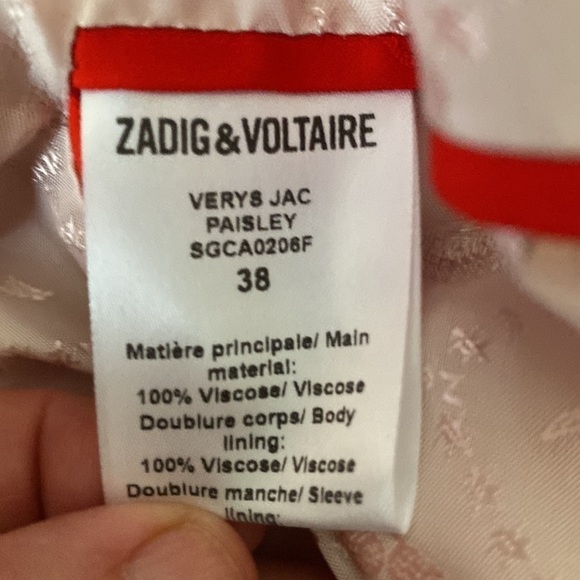 ZADIG&VOLTAIRE
VERYS JAC
PAISLEY
SGCA0206F
38
Matière principale/ Main
material:
100% Viscose/ Viscose
Doublure corps/ Body
lining:
100% Viscose/ Viscose
Doublure manche/ Sleeve
lining: